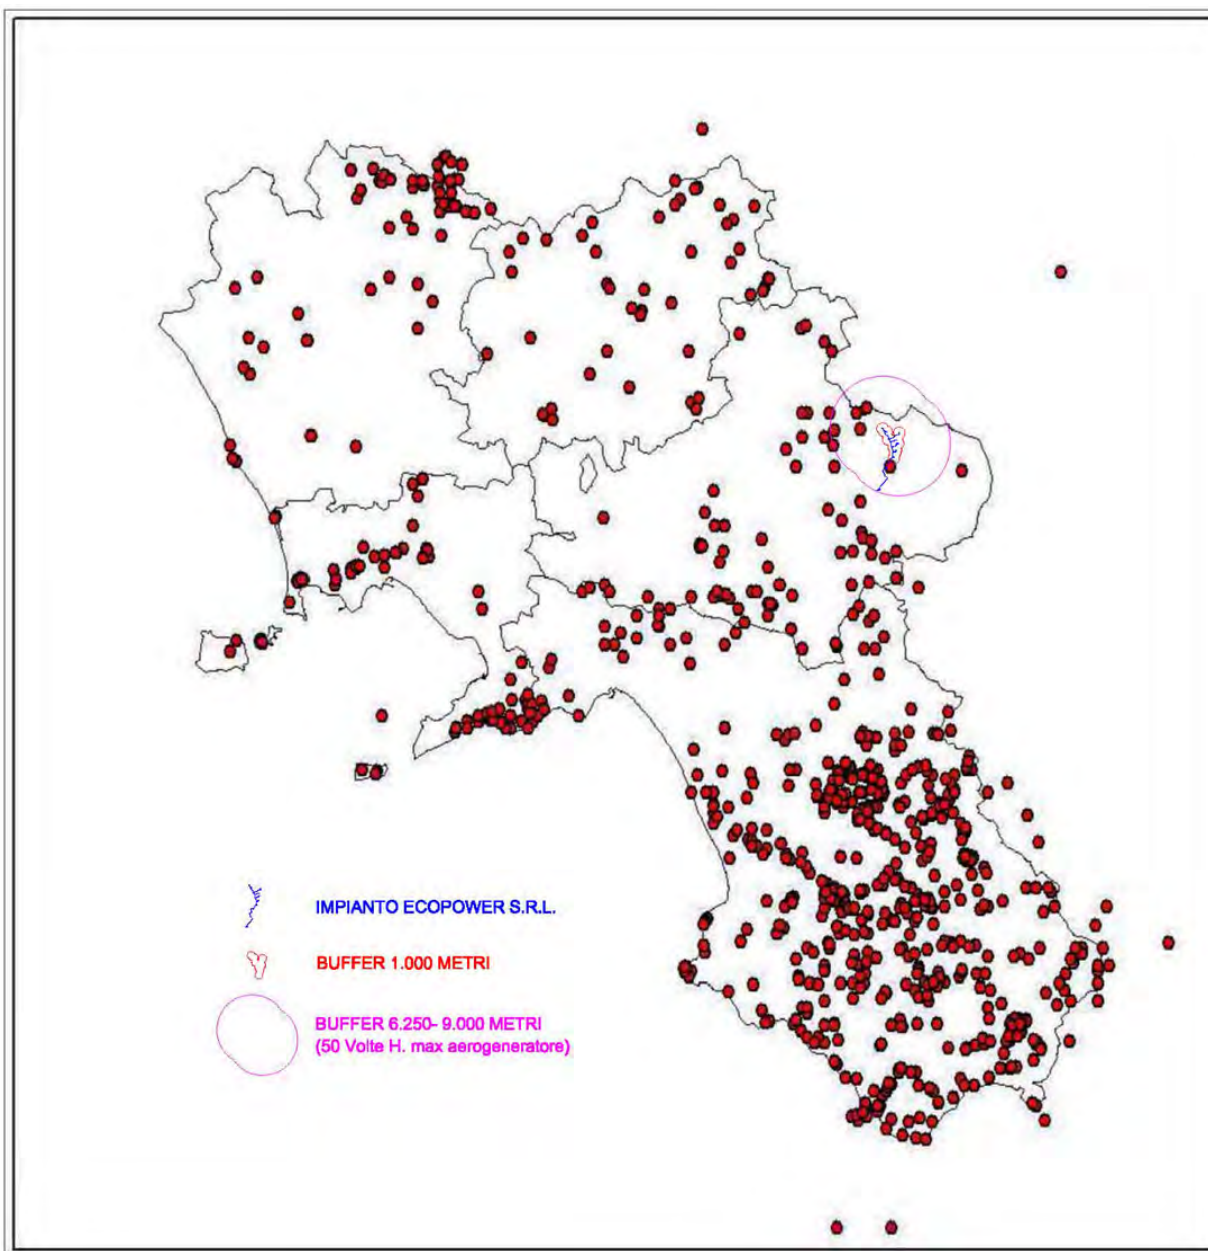 IMPIANTO ECOPOWER S.R.L.
BUFFER 1.000 METRI
BUFFER 6.250- 9.000 METRI
(50 Volte H. max aerogeneratore)